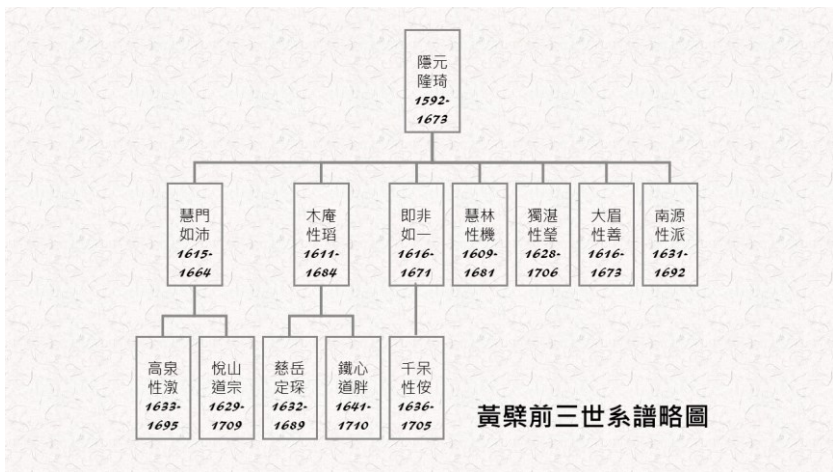 隱元
隆琦
1592-
1673
慧門
如沛
1615-
1664
木庵
性瑫
1611-
1684
即非
如一
1616-
1671
慧林
性機
1609-
1681
獨湛
性瑩
1628-
1706
大眉
性善
1616-
1673
南源
性派
1631-
1692
高泉
性潡
1633-
1695
悅山
道宗
1629-
1709
慈岳
定琛
1632-
1689
鐵心
道胖
1641-
1710
千呆
性侒
1636-
1705
黃檗前三世系譜略圖